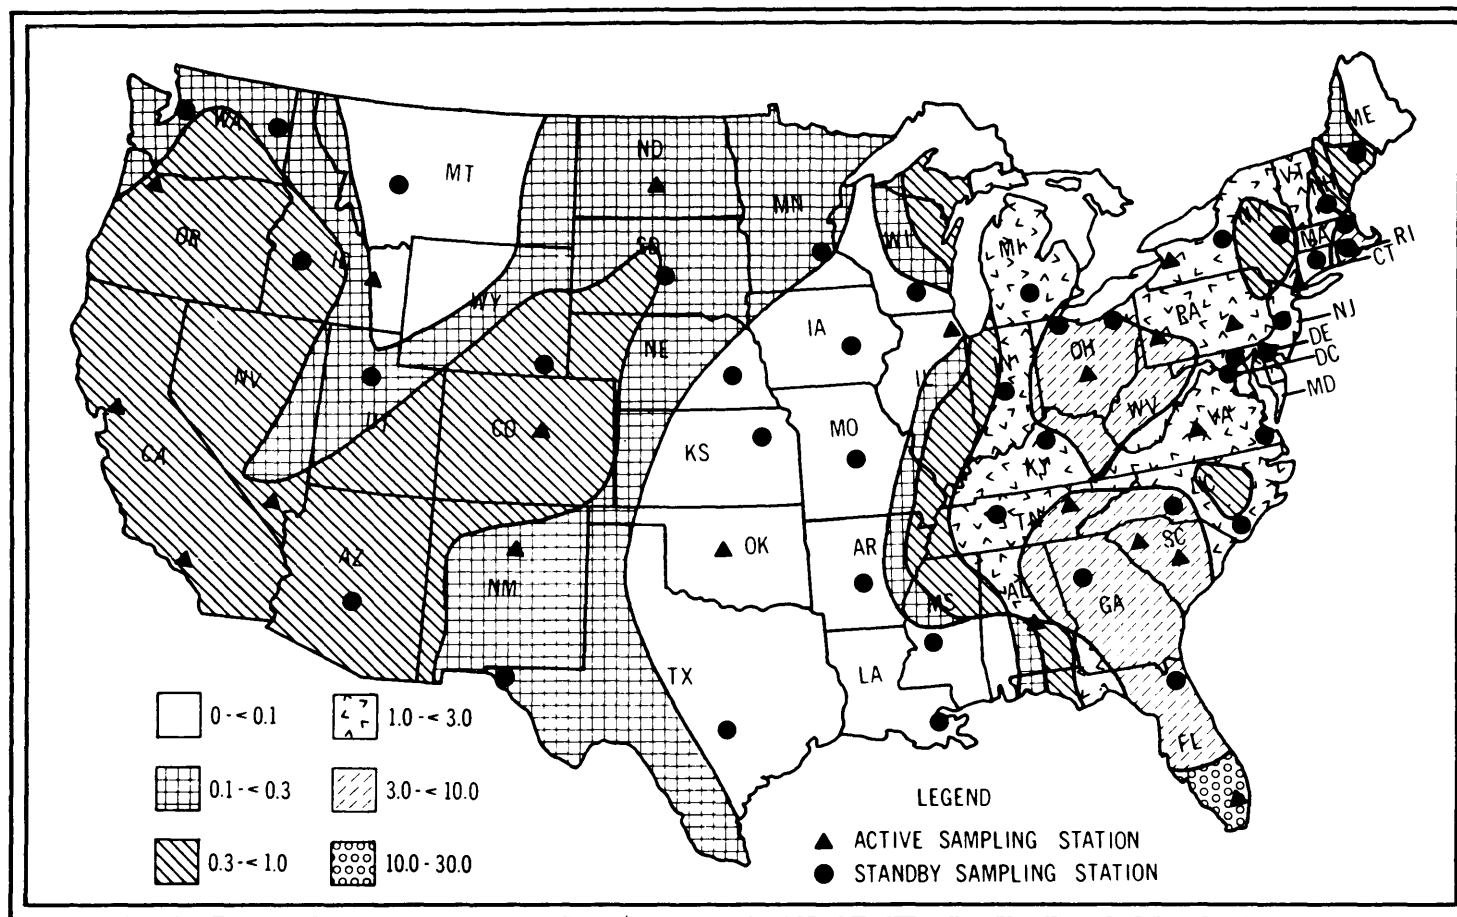 WA
MT
ND
MN
ME
VT
NH
NY
MA
RI
CT
OR
ID
WY
SD
WI
MI
IA
NE
PA
NJ
DE
DC
MD
NV
UT
CO
CA
KS
MO
IL
IN
OH
WV
VA
KY
NC
TN
SC
AZ
NM
OK
AR
MS
AL
GA
TX
LA
FL
0 - < 0.1
1.0 - < 3.0
0.1 - < 0.3
3.0 - < 10.0
0.3 - < 1.0
10.0 - 30.0
LEGEND
ACTIVE SAMPLING STATION
STANDBY SAMPLING STATION